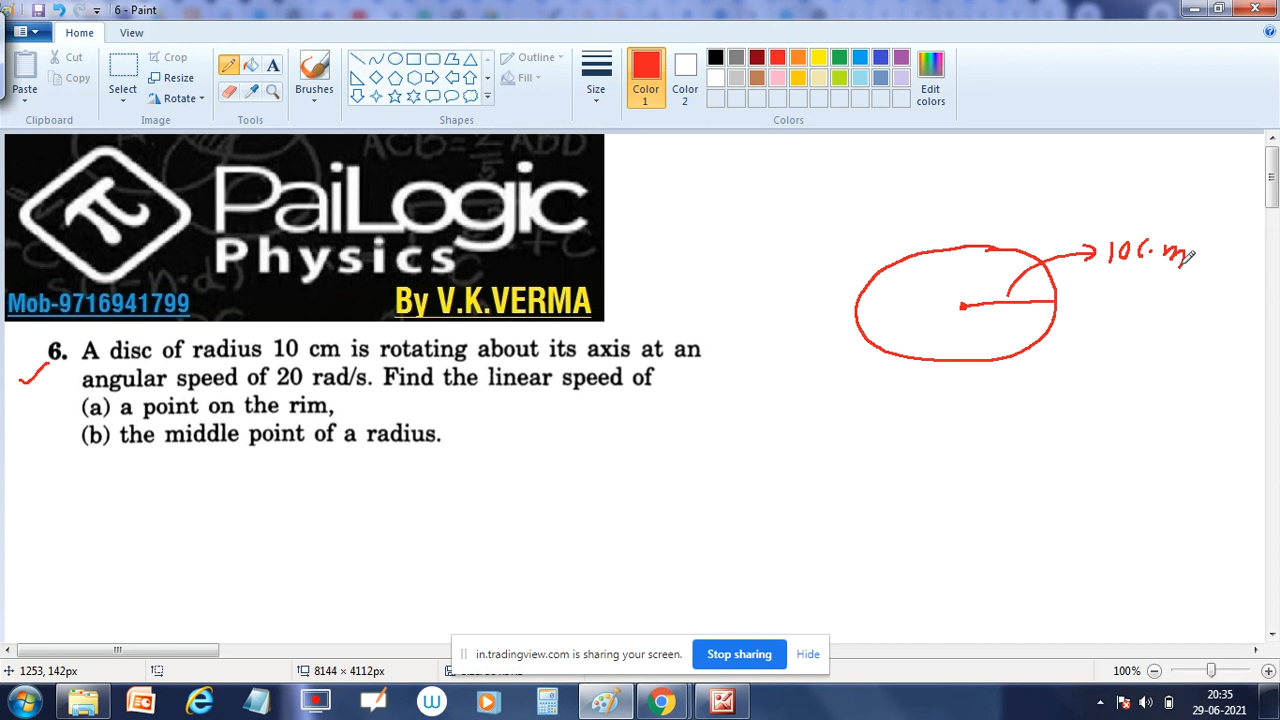 6 - Paint
Home View
Paste
Cut
Copy
Clipboard
Select
Crop
Resize
Rotate
Image
Tools
Brushes
Outline
Fill
Shapes
Size
Color 1
Color 2
Edit colors
Colors
PaiLogic
Physics
Mob-9716941799 By V.K.VERMA
6. A disc of radius 10 cm is rotating about its axis at an
angular speed of 20 rad/s. Find the linear speed of
(a) a point on the rim,
(b) the middle point of a radius.
10 c.m
in.tradingview.com is sharing your screen. Stop sharing Hide
1253, 142px 8144 × 4112px 100%
20:35
29-06-2021